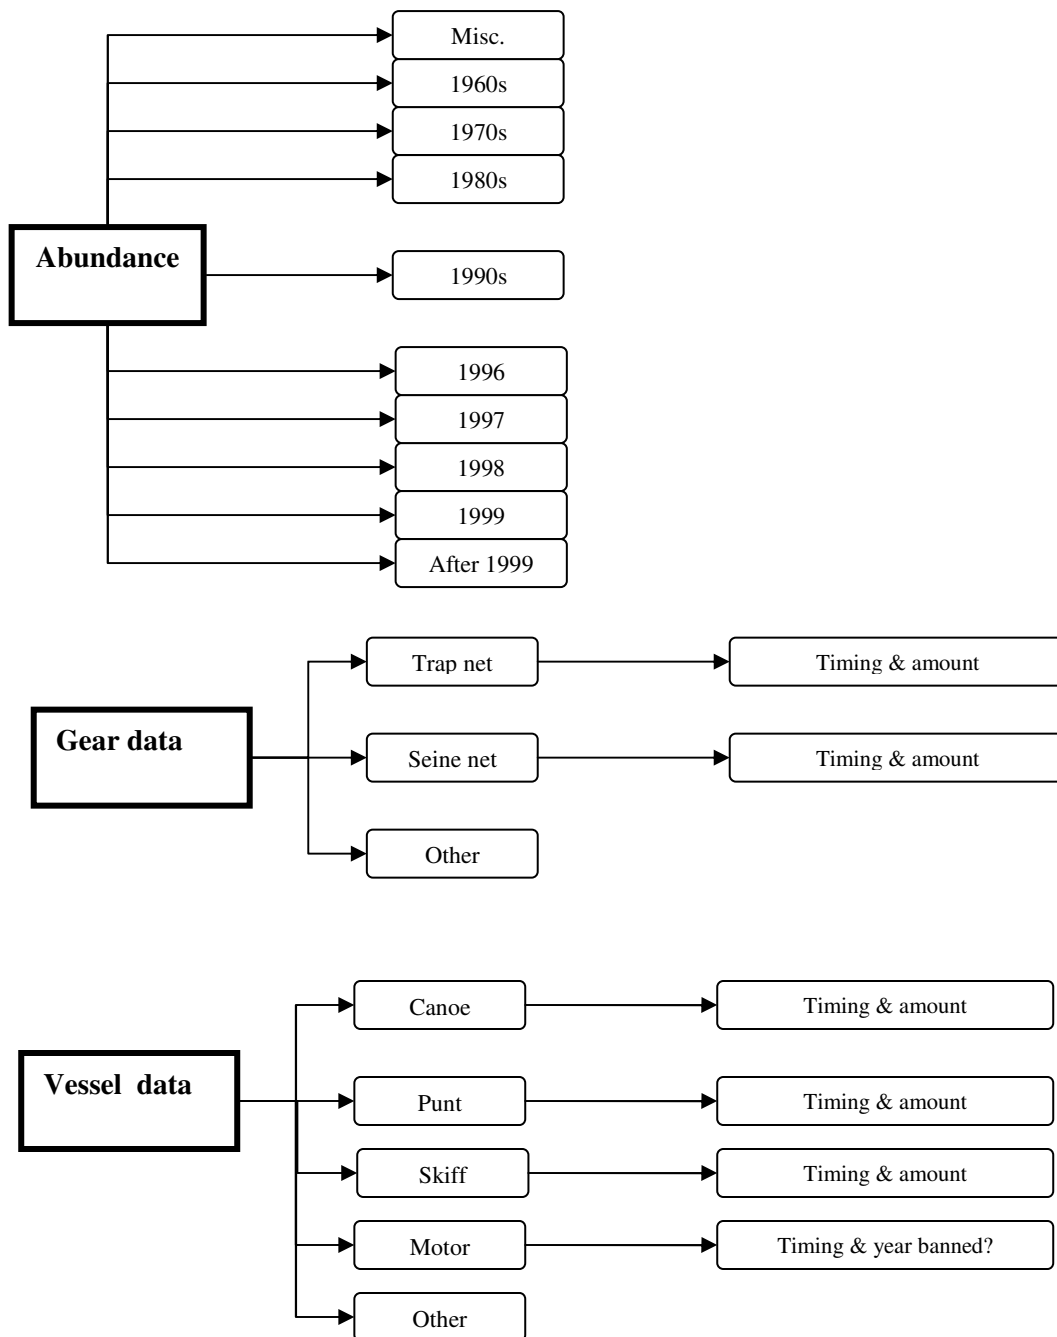 Misc.
1960s
1970s
1980s
Abundance
1990s
1996
1997
1998
1999
After 1999
Trap net
Timing & amount
Gear data
Seine net
Timing & amount
Other
Canoe
Timing & amount
Vessel data
Punt
Timing & amount
Skiff
Timing & amount
Motor
Timing & year banned?
Other